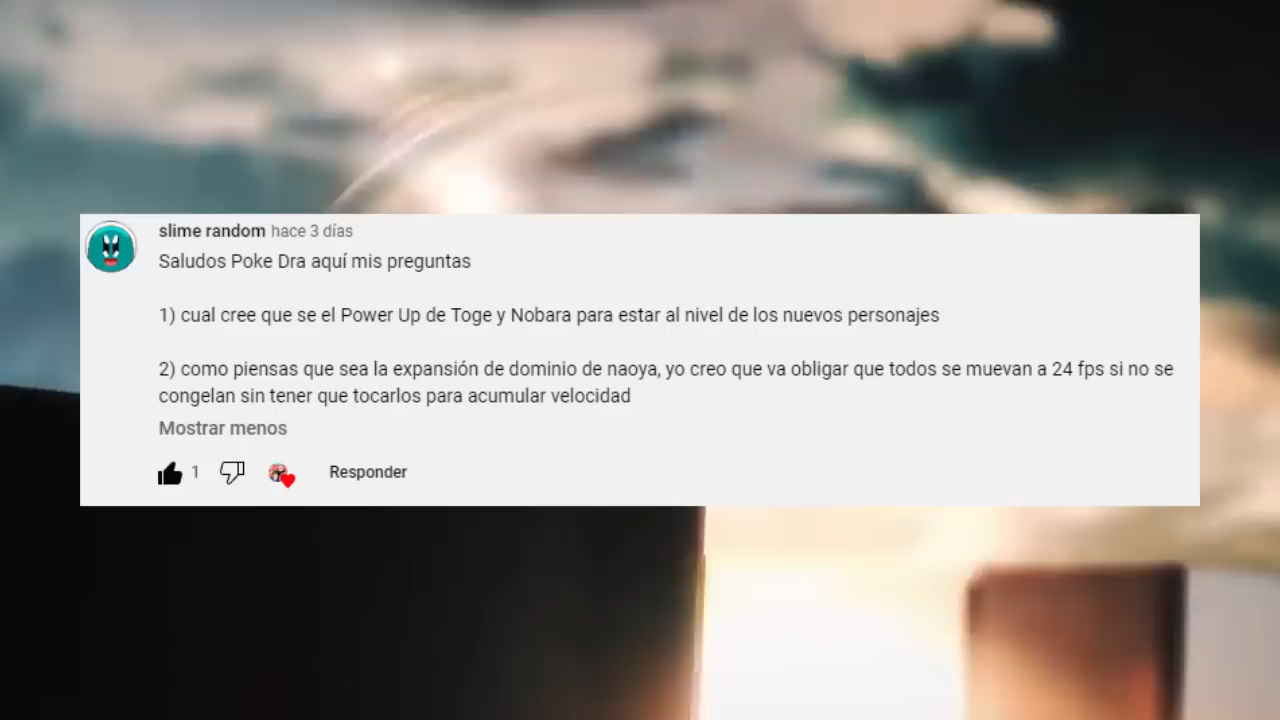 slime random hace 3 días
Saludos Poke Dra aquí mis preguntas
1) cual cree que se el Power Up de Toge y Nobara para estar al nivel de los nuevos personajes
2) como piensas que sea la expansión de dominio de naoya, yo creo que va obligar que todos se muevan a 24 fps si no se
congelan sin tener que tocarlos para acumular velocidad
Mostrar menos
1 Responder